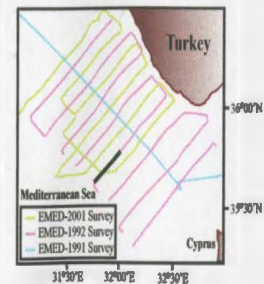 Turkey
36°00'N
Mediterranean Sea
EMED-2001 Survey
EMED-1992 Survey
EMED-1991 Survey
35°30'N
Cyprus
31°30'E 32°00'E 32°30'E